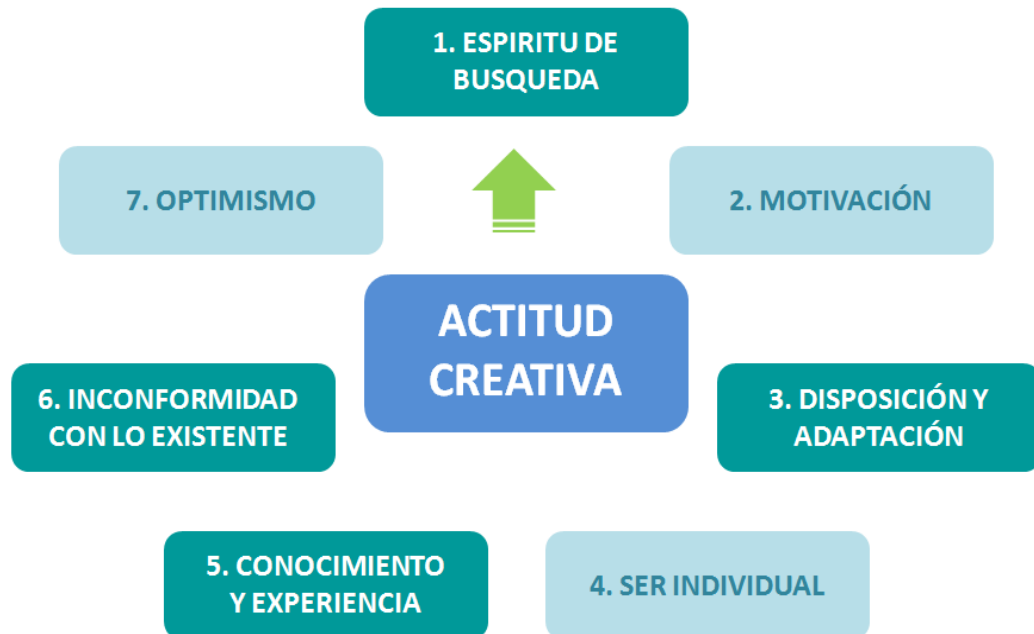 1. ESPIRITU DE
BUSQUEDA
7. OPTIMISMO
2. MOTIVACIÓN
ACTITUD
CREATIVA
6. INCONFORMIDAD
CON LO EXISTENTE
3. DISPOSICIÓN Y
ADAPTACIÓN
5. CONOCIMIENTO
Y EXPERIENCIA
4. SER INDIVIDUAL